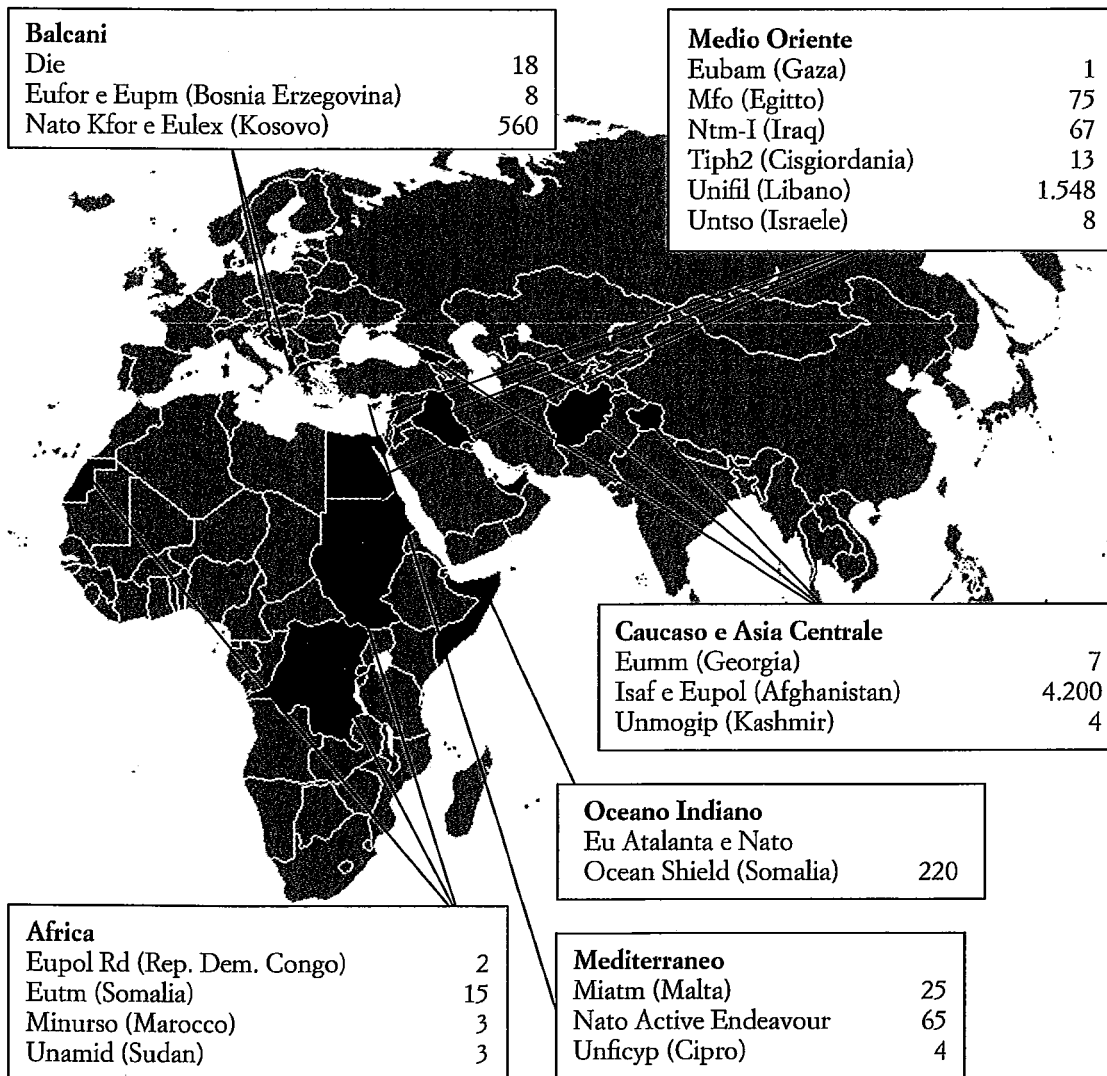 Balcani
Die 18
Eufor e Eupm (Bosnia Erzegovina) 8
Nato Kfor e Eulex (Kosovo) 560
Medio Oriente
Eubam (Gaza) 1
Mfo (Egitto) 75
Ntm-I (Iraq) 67
Tiph2 (Cisgiordania) 13
Unifil (Libano) 1.548
Untso (Israele) 8
Caucaso e Asia Centrale
Eumm (Georgia) 7
Isaf e Eupol (Afghanistan) 4.200
Unmogip (Kashmir) 4
Oceano Indiano
Eu Atalanta e Nato
Ocean Shield (Somalia) 220
Africa
Eupol Rd (Rep. Dem. Congo) 2
Eutm (Somalia) 15
Minurso (Marocco) 3
Unamid (Sudan) 3
Mediterraneo
Miatm (Malta) 25
Nato Active Endeavour 65
Unficyp (Cipro) 4